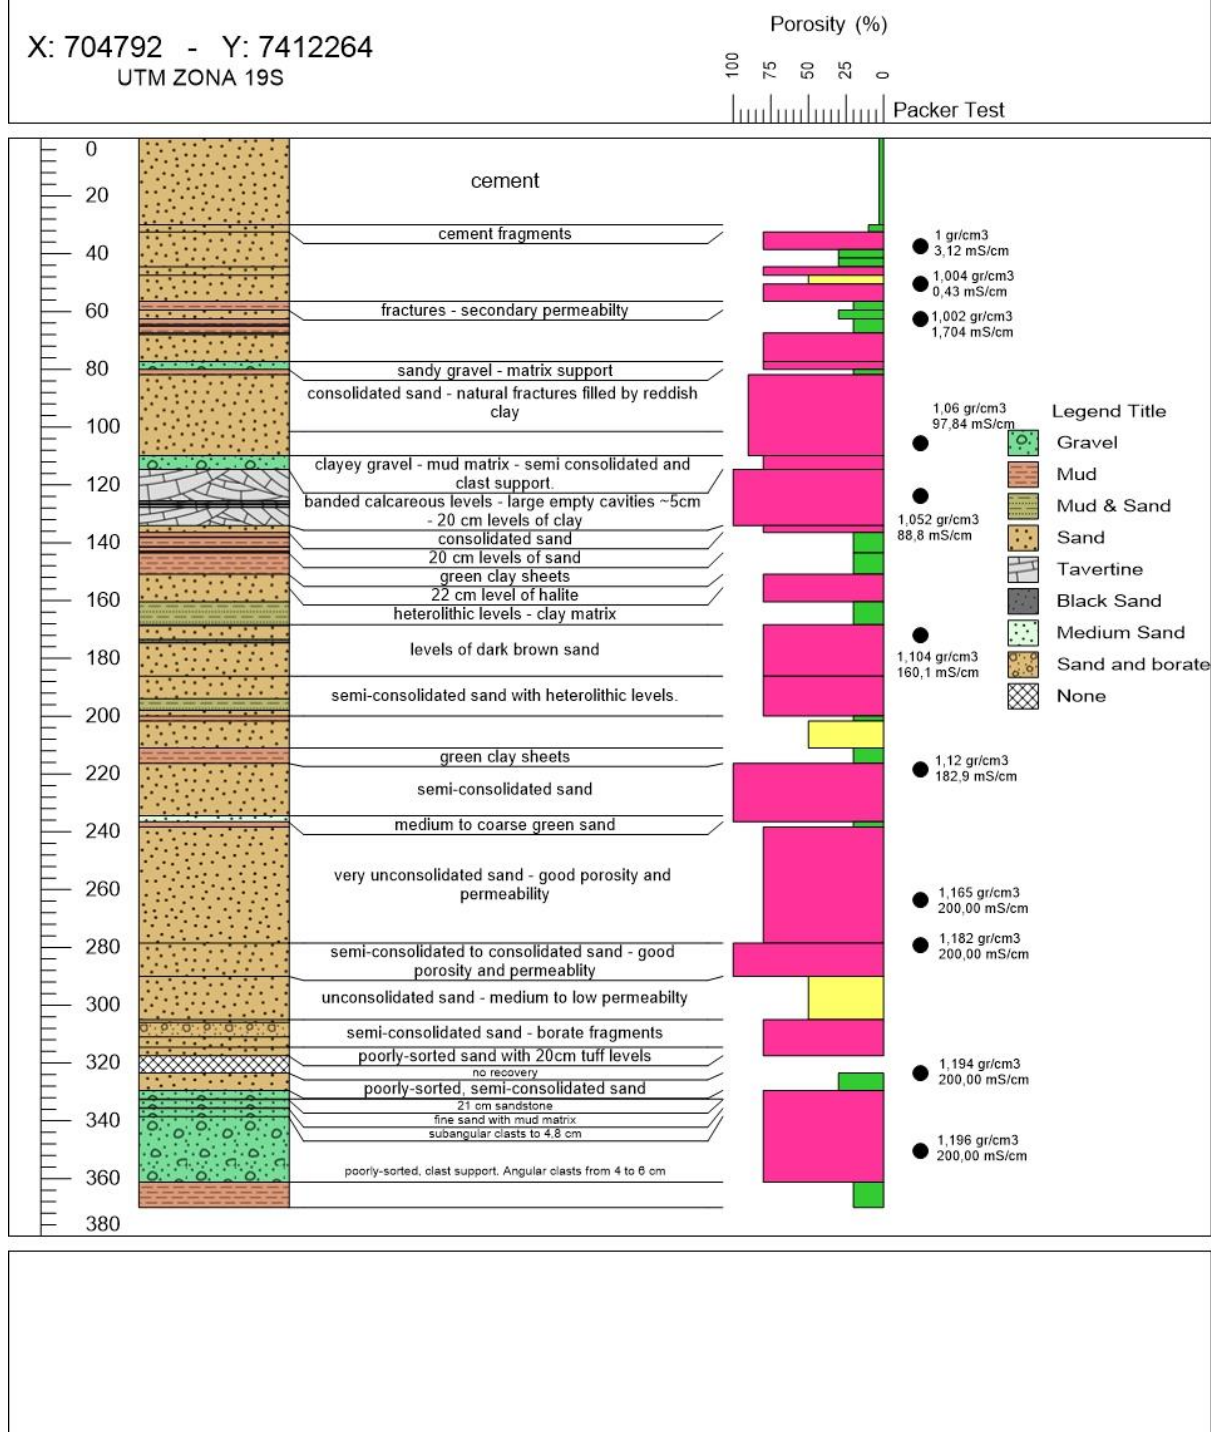 X: 704792 - Y: 7412264
UTM ZONA 19S
Porosity (%)
100 75 50 25 0
Packer Test
0
20
40
60
80
100
120
140
160
180
200
220
240
260
280
300
320
340
360
380
cement
cement fragments
fractures - secondary permeabilty
sandy gravel - matrix support
consolidated sand - natural fractures filled by reddish
clay
clayey gravel - mud matrix - semi consolidated and
clast support.
banded calcareous levels - large empty cavities ~5cm
- 20 cm levels of clay
consolidated sand
20 cm levels of sand
green clay sheets
22 cm level of halite
heterolithic levels - clay matrix
levels of dark brown sand
semi-consolidated sand with heterolithic levels.
green clay sheets
semi-consolidated sand
medium to coarse green sand
very unconsolidated sand - good porosity and
permeability
semi-consolidated to consolidated sand - good
porosity and permeablity
unconsolidated sand - medium to low permeabilty
semi-consolidated sand - borate fragments
poorly-sorted sand with 20cm tuff levels
no recovery
poorly-sorted, semi-consolidated sand
21 cm sandstone
fine sand with mud matrix
subangular clasts to 4,8 cm
poorly-sorted, clast support. Angular clasts from 4 to 6 cm
1 gr/cm3
3,12 mS/cm
1,004 gr/cm3
0,43 mS/cm
1,002 gr/cm3
1,704 mS/cm
1,06 gr/cm3
97,84 mS/cm
1,052 gr/cm3
88,8 mS/cm
1,104 gr/cm3
160,1 mS/cm
1,12 gr/cm3
182,9 mS/cm
1,165 gr/cm3
200,00 mS/cm
1,182 gr/cm3
200,00 mS/cm
1,194 gr/cm3
200,00 mS/cm
1,196 gr/cm3
200,00 mS/cm
Legend Title
Gravel
Mud
Mud & Sand
Sand
Tavertine
Black Sand
Medium Sand
Sand and borate
None